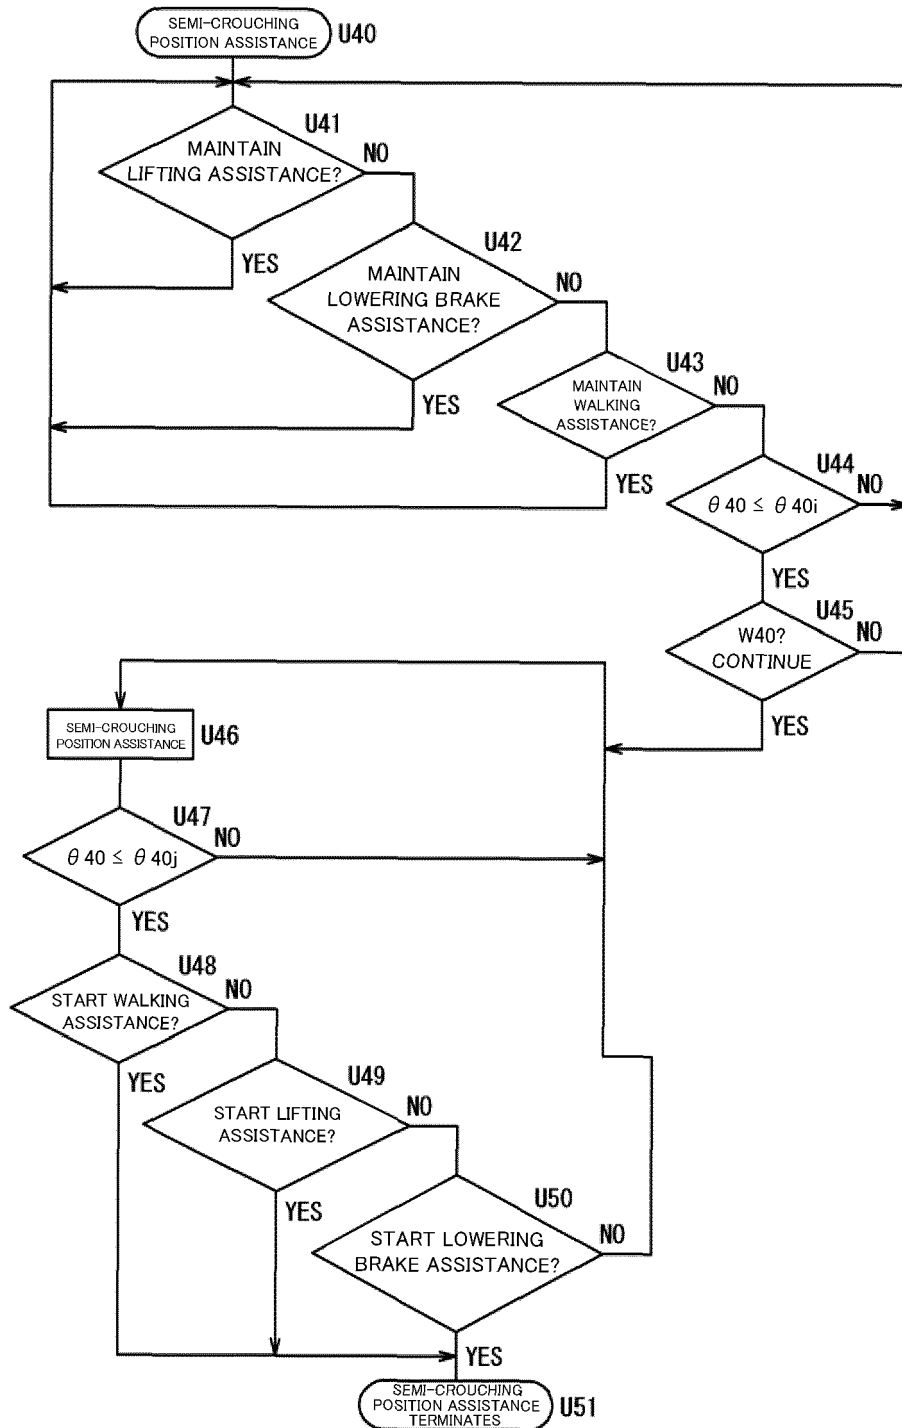 SEMI-CROUCHING
POSITION ASSISTANCE
U40
U41
MAINTAIN
LIFTING ASSISTANCE?
NO
YES
U42
MAINTAIN
LOWERING BRAKE
ASSISTANCE?
NO
YES
U43
MAINTAIN
WALKING
ASSISTANCE?
NO
YES
U44
θ 40 ≤ θ 40i
NO
YES
U45
W40?
CONTINUE
NO
YES
SEMI-CROUCHING
POSITION ASSISTANCE
U46
U47
θ 40 ≤ θ 40j
NO
YES
U48
START WALKING
ASSISTANCE?
NO
YES
U49
START LIFTING
ASSISTANCE?
NO
YES
U50
START LOWERING
BRAKE ASSISTANCE?
NO
YES
SEMI-CROUCHING
POSITION ASSISTANCE
TERMINATES
U51